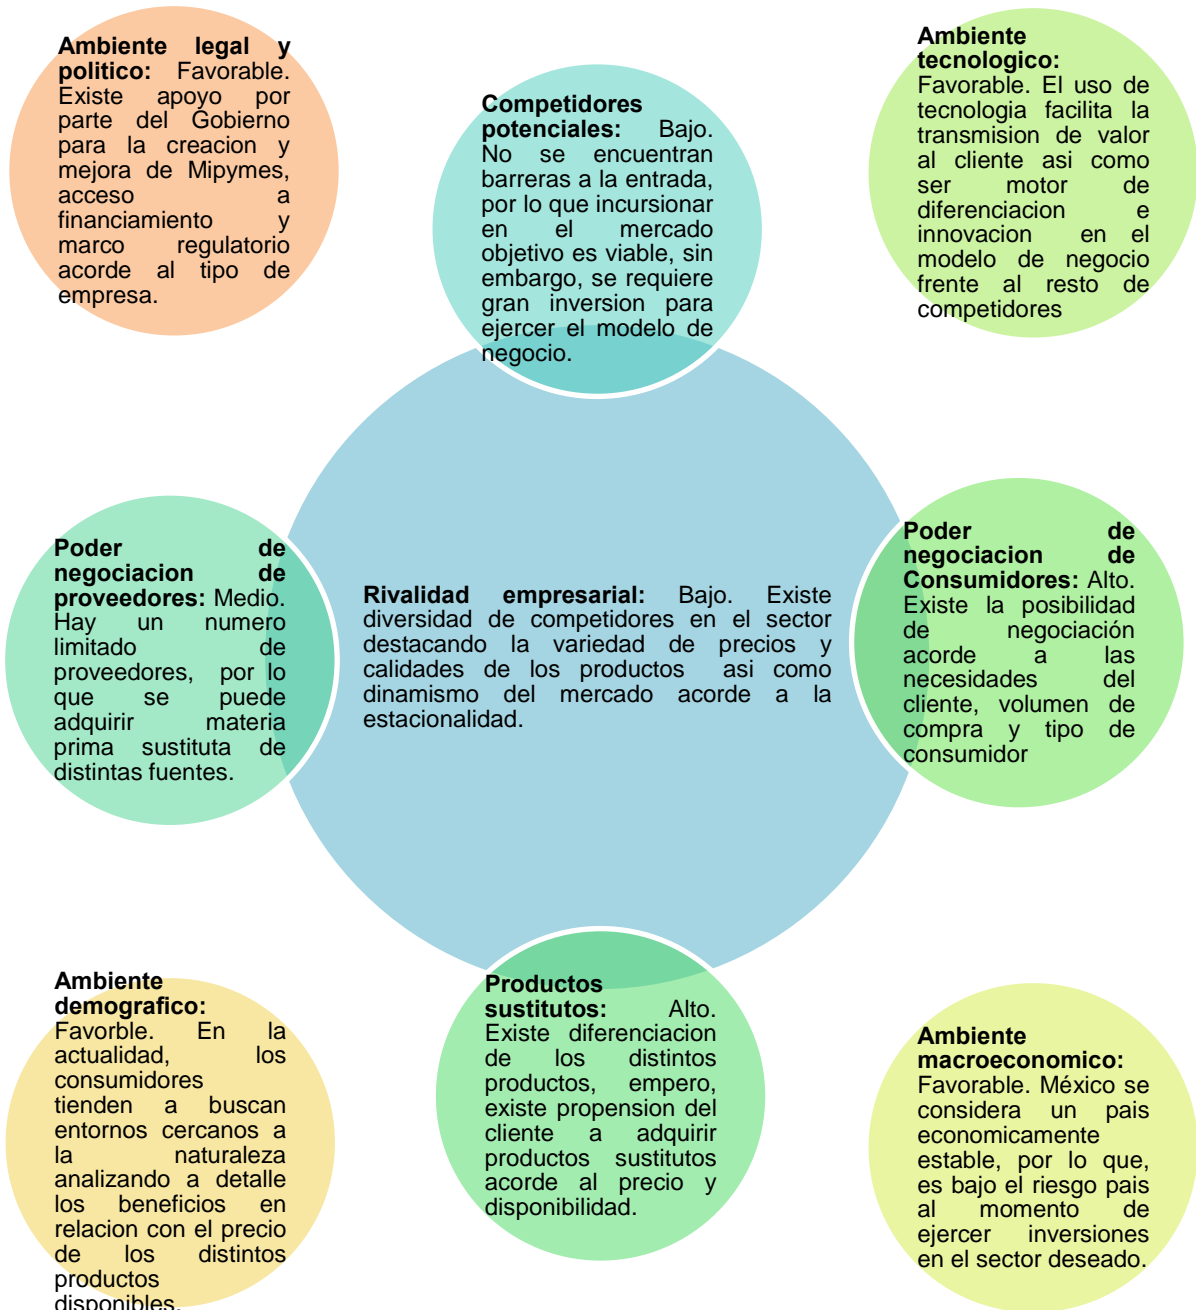 Ambiente legal y
politico: Favorable.
Existe apoyo por
parte del Gobierno
para la creacion y
mejora de Mipymes,
acceso a
financiamiento y
marco regulatorio
acorde al tipo de
empresa.
Competidores
potenciales: Bajo.
No se encuentran
barreras a la entrada,
por lo que incursionar
en el mercado
objetivo es viable, sin
embargo, se requiere
gran inversion para
ejercer el modelo de
negocio.
Ambiente
tecnologico:
Favorable. El uso de
tecnologia facilita la
transmision de valor
al cliente asi como
ser motor de
diferenciacion e
innovacion en el
modelo de negocio
frente al resto de
competidores
Poder de
negociacion de
proveedores: Medio.
Hay un numero
limitado de
proveedores, por lo
que se puede
adquirir materia
prima sustituta de
distintas fuentes.
Rivalidad empresarial: Bajo. Existe
diversidad de competidores en el sector
destacando la variedad de precios y
calidades de los productos asi como
dinamismo del mercado acorde a la
estacionalidad.
Poder de
negociacion de
Consumidores: Alto.
Existe la posibilidad
de negociación
acorde a las
necesidades del
cliente, volumen de
compra y tipo de
consumidor
Ambiente
demografico:
Favorble. En la
actualidad, los
consumidores
tienden a buscan
entornos cercanos a
la naturaleza
analizando a detalle
los beneficios en
relacion con el precio
de los distintos
productos
disponibles.
Productos
sustitutos: Alto.
Existe diferenciacion
de los distintos
productos, empero,
existe propension del
cliente a adquirir
productos sustitutos
acorde al precio y
disponibilidad.
Ambiente
macroeconomico:
Favorable. México se
considera un pais
economicamente
estable, por lo que,
es bajo el riesgo pais
al momento de
ejercer inversiones
en el sector deseado.